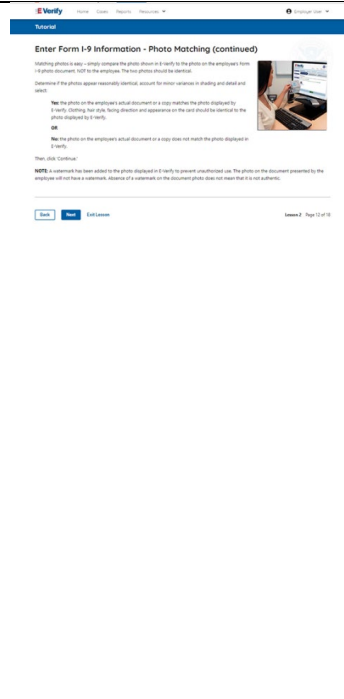 E-Verify Home Cases Reports Resources Employer User
Tutorial
Enter Form I-9 Information - Photo Matching (continued)
Matching photos is easy – simply compare the photo shown in E-Verify to the photo on the employee's Form
I-9 photo document, NOT to the employee. The two photos should be identical.
Determine if the photos appear reasonably identical, account for minor variances in shading and detail and
select:
Yes: the photo on the employee's actual document or a copy matches the photo displayed by
E-Verify. Clothing, hair style, facing direction and appearance on the card should be identical to the
photo displayed by E-Verify.
OR
No: the photo on the employee's actual document or a copy does not match the photo displayed in
E-Verify.
Then, click 'Continue.'
NOTE: A watermark has been added to the photo displayed in E-Verify to prevent unauthorized use. The photo on the document presented by the
employee will not have a watermark. Absence of a watermark on the document photo does not mean that it is not authentic.
Back Next Exit Lesson Lesson 2 Page 12 of 18